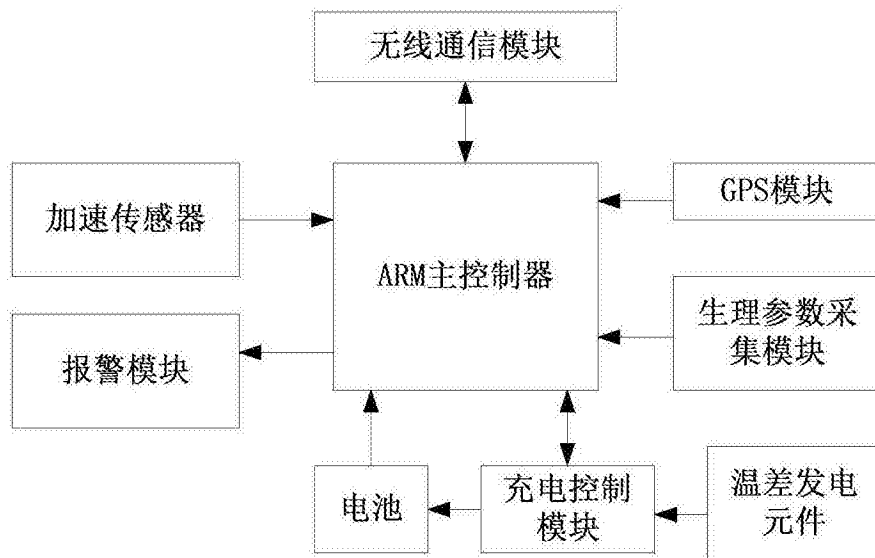 无线通信模块
加速传感器
GPS模块
ARM主控制器
生理参数采
集模块
报警模块
电池
充电控制
模块
温差发电
元件